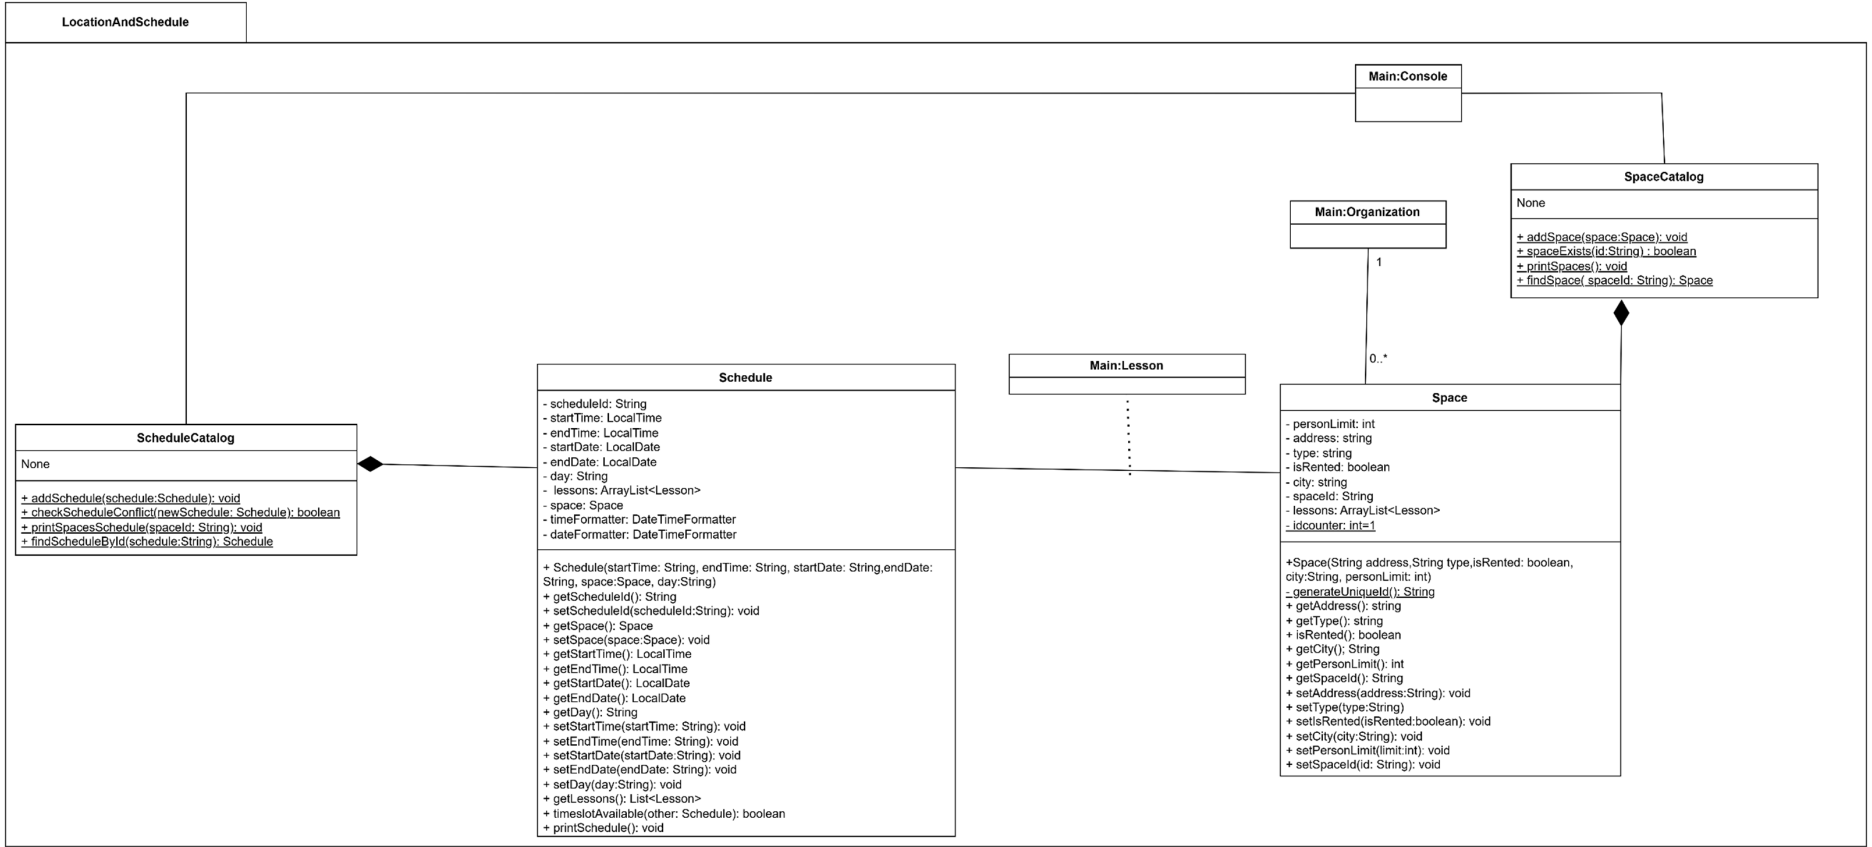 LocationAndSchedule
Main:Console
SpaceCatalog
None
+ addSpace(space:Space): void
+ spaceExists(id:String) : boolean
+ printSpaces(): void
+ findSpace( spaceId: String): Space
Main:Organization
1
0..*
Main:Lesson
ScheduleCatalog
None
+ addSchedule(schedule:Schedule): void
+ checkScheduleConflict(newSchedule: Schedule): boolean
+ printSpacesSchedule(spaceId: String): void
+ findScheduleById(schedule:String): Schedule
Schedule
- scheduleId: String
- startTime: LocalTime
- endTime: LocalTime
- startDate: LocalDate
- endDate: LocalDate
- day: String
- lessons: ArrayList<Lesson>
- space: Space
- timeFormatter: DateTimeFormatter
- dateFormatter: DateTimeFormatter
+ Schedule(startTime: String, endTime: String, startDate: String,endDate:
String, space:Space, day:String)
+ getScheduleId(): String
+ setScheduleId(scheduleId:String): void
+ getSpace(): Space
+ setSpace(space:Space): void
+ getStartTime(): LocalTime
+ getEndTime(): LocalTime
+ getStartDate(): LocalDate
+ getEndDate(): LocalDate
+ getDay(): String
+ setStartTime(startTime: String): void
+ setEndTime(endTime: String): void
+ setStartDate(startDate:String): void
+ setEndDate(endDate: String): void
+ setDay(day:String): void
+ getLessons(): List<Lesson>
+ timeslotAvailable(other: Schedule): boolean
+ printSchedule(): void
Space
- personLimit: int
- address: string
- type: string
- isRented: boolean
- city: string
- spaceId: String
- lessons: ArrayList<Lesson>
- idcounter: int=1
+Space(String address,String type,isRented: boolean,
city:String, personLimit: int)
- generateUniqueId(): String
+ getAddress(): string
+ getType(): string
+ isRented(): boolean
+ getCity(); String
+ getPersonLimit(): int
+ getSpaceId(): String
+ setAddress(address:String): void
+ setType(type:String)
+ setIsRented(isRented:boolean): void
+ setCity(city:String): void
+ setPersonLimit(limit:int): void
+ setSpaceId(id: String): void